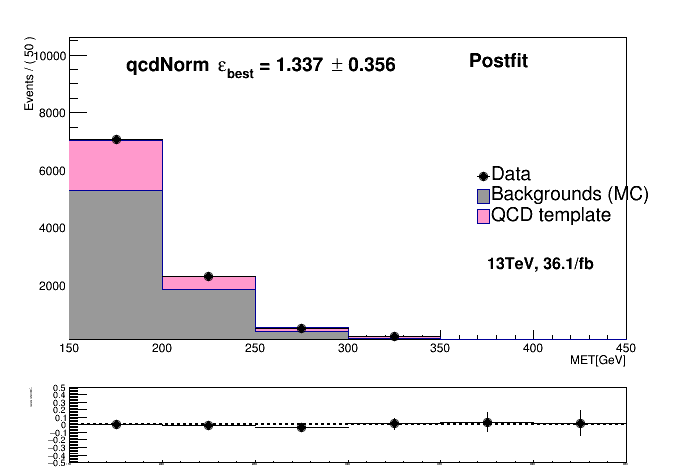 Events / ( 50 )
10000
8000
6000
4000
2000
qcdNorm ε_best = 1.337 ± 0.356
Postfit
Data
Backgrounds (MC)
QCD template
13TeV, 36.1/fb
150 200 250 300 350 400 450
MET[GeV]
0.5
0.4
0.3
0.2
0.1
0
−0.1
−0.2
−0.3
−0.4
−0.5